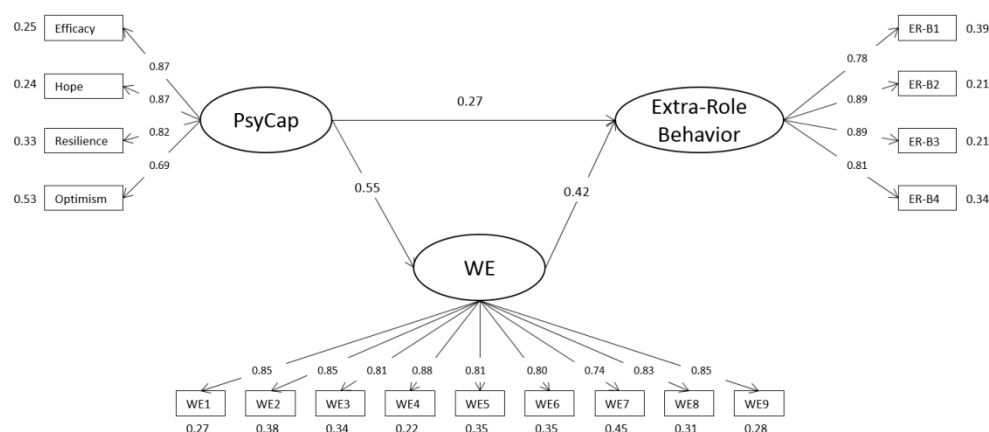 0.25 Efficacy
0.87
0.24 Hope
0.87
0.33 Resilience
0.82
0.53 Optimism
0.69
PsyCap
0.27
Extra-Role
Behavior
0.78
ER-B1 0.39
0.89
ER-B2 0.21
0.89
ER-B3 0.21
0.81
ER-B4 0.34
0.55
0.42
WE
0.85 0.85 0.81 0.88 0.81 0.80 0.74 0.83 0.85
WE1 WE2 WE3 WE4 WE5 WE6 WE7 WE8 WE9
0.27 0.38 0.34 0.22 0.35 0.35 0.45 0.31 0.28